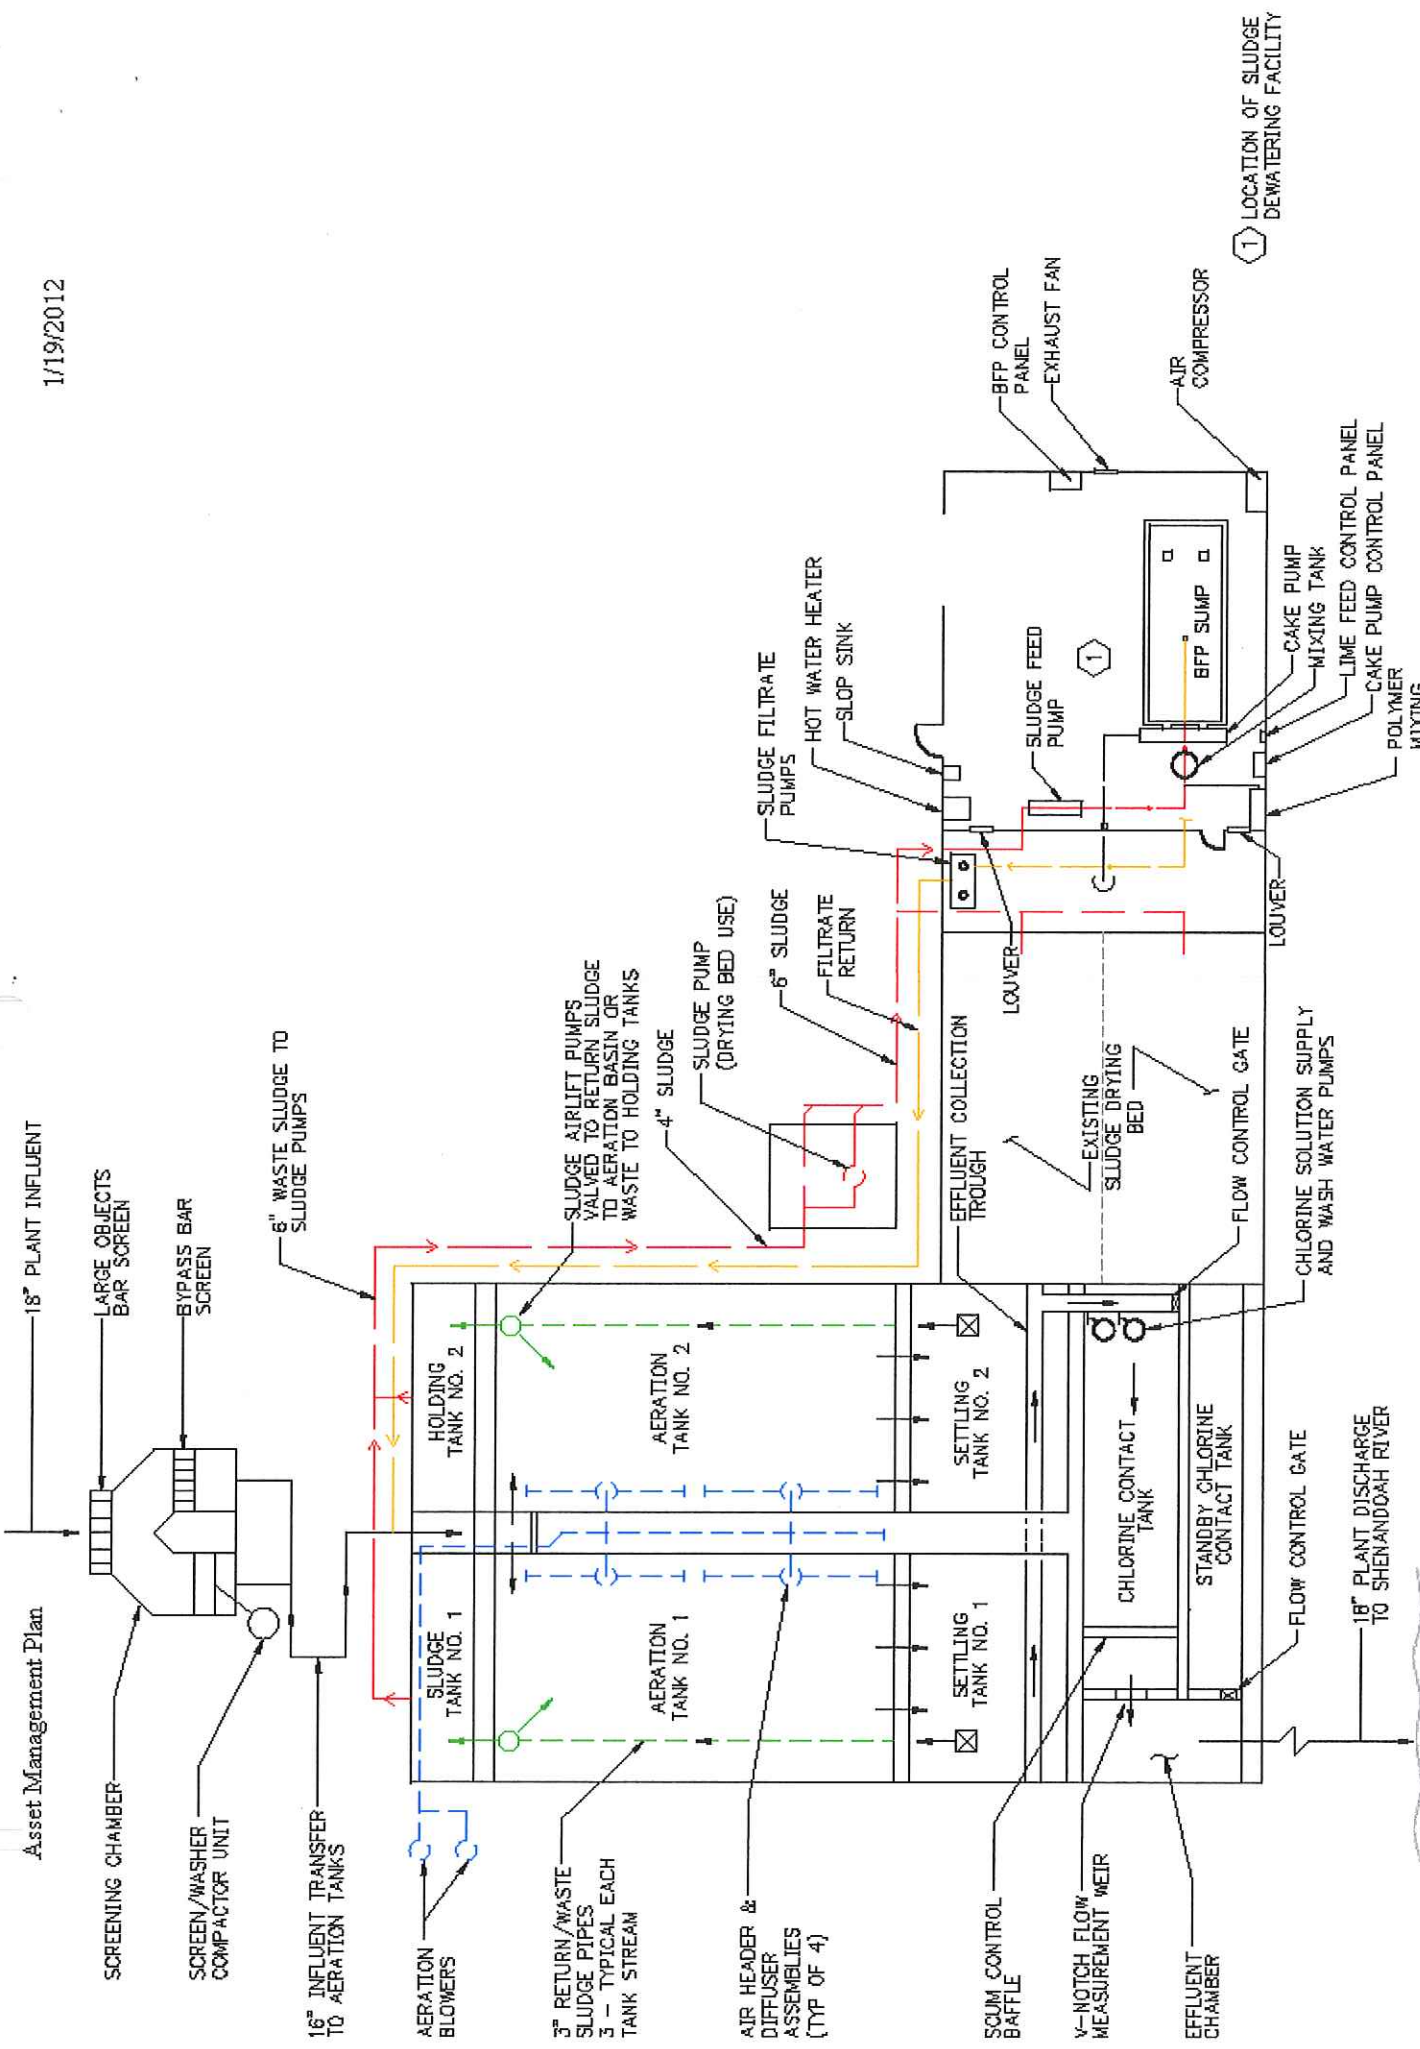 Asset Management Plan
1/19/2012
18" PLANT INFLUENT
LARGE OBJECTS
BAR SCREEN
BYPASS BAR
SCREEN
SCREENING CHAMBER
SCREEN/WASHER
COMPACTOR UNIT
16" INFLUENT TRANSFER
TO AERATION TANKS
6" WASTE SLUDGE TO
SLUDGE PUMPS
AERATION
BLOWERS
SLUDGE
TANK NO. 1
HOLDING
TANK NO. 2
SLUDGE AIRLIFT PUMPS
VALVED TO RETURN SLUDGE
TO AERATION BASIN OR
WASTE TO HOLDING TANKS
3" RETURN/WASTE
SLUDGE PIPES
3 - TYPICAL EACH
TANK STREAM
AERATION
TANK NO. 1
AERATION
TANK NO. 2
4" SLUDGE
SLUDGE PUMP
(DRYING BED USE)
6" SLUDGE
FILTRATE
RETURN
AIR HEADER &
DIFFUSER
ASSEMBLIES
(TYP OF 4)
SLUDGE FILTRATE
PUMPS
HOT WATER HEATER
SLOP SINK
SETTLING
TANK NO. 1
SETTLING
TANK NO. 2
EFFLUENT COLLECTION
TROUGH
LOUVER
SLUDGE FEED
PUMP
BFP CONTROL
PANEL
EXHAUST FAN
1
SCUM CONTROL
BAFFLE
V-NOTCH FLOW
MEASUREMENT WEIR
EFFLUENT
CHAMBER
CHLORINE CONTACT
TANK
STANDBY CHLORINE
CONTACT TANK
EXISTING
SLUDGE DRYING
BED
BFP SUMP
AIR
COMPRESSOR
FLOW CONTROL GATE
CHLORINE SOLUTION SUPPLY
AND WASH WATER PUMPS
LOUVER
CAKE PUMP
MIXING TANK
LIME FEED CONTROL PANEL
CAKE PUMP CONTROL PANEL
POLYMER
MIXING
FLOW CONTROL GATE
18" PLANT DISCHARGE
TO SHENANDOAH RIVER
1 LOCATION OF SLUDGE
DEWATERING FACILITY